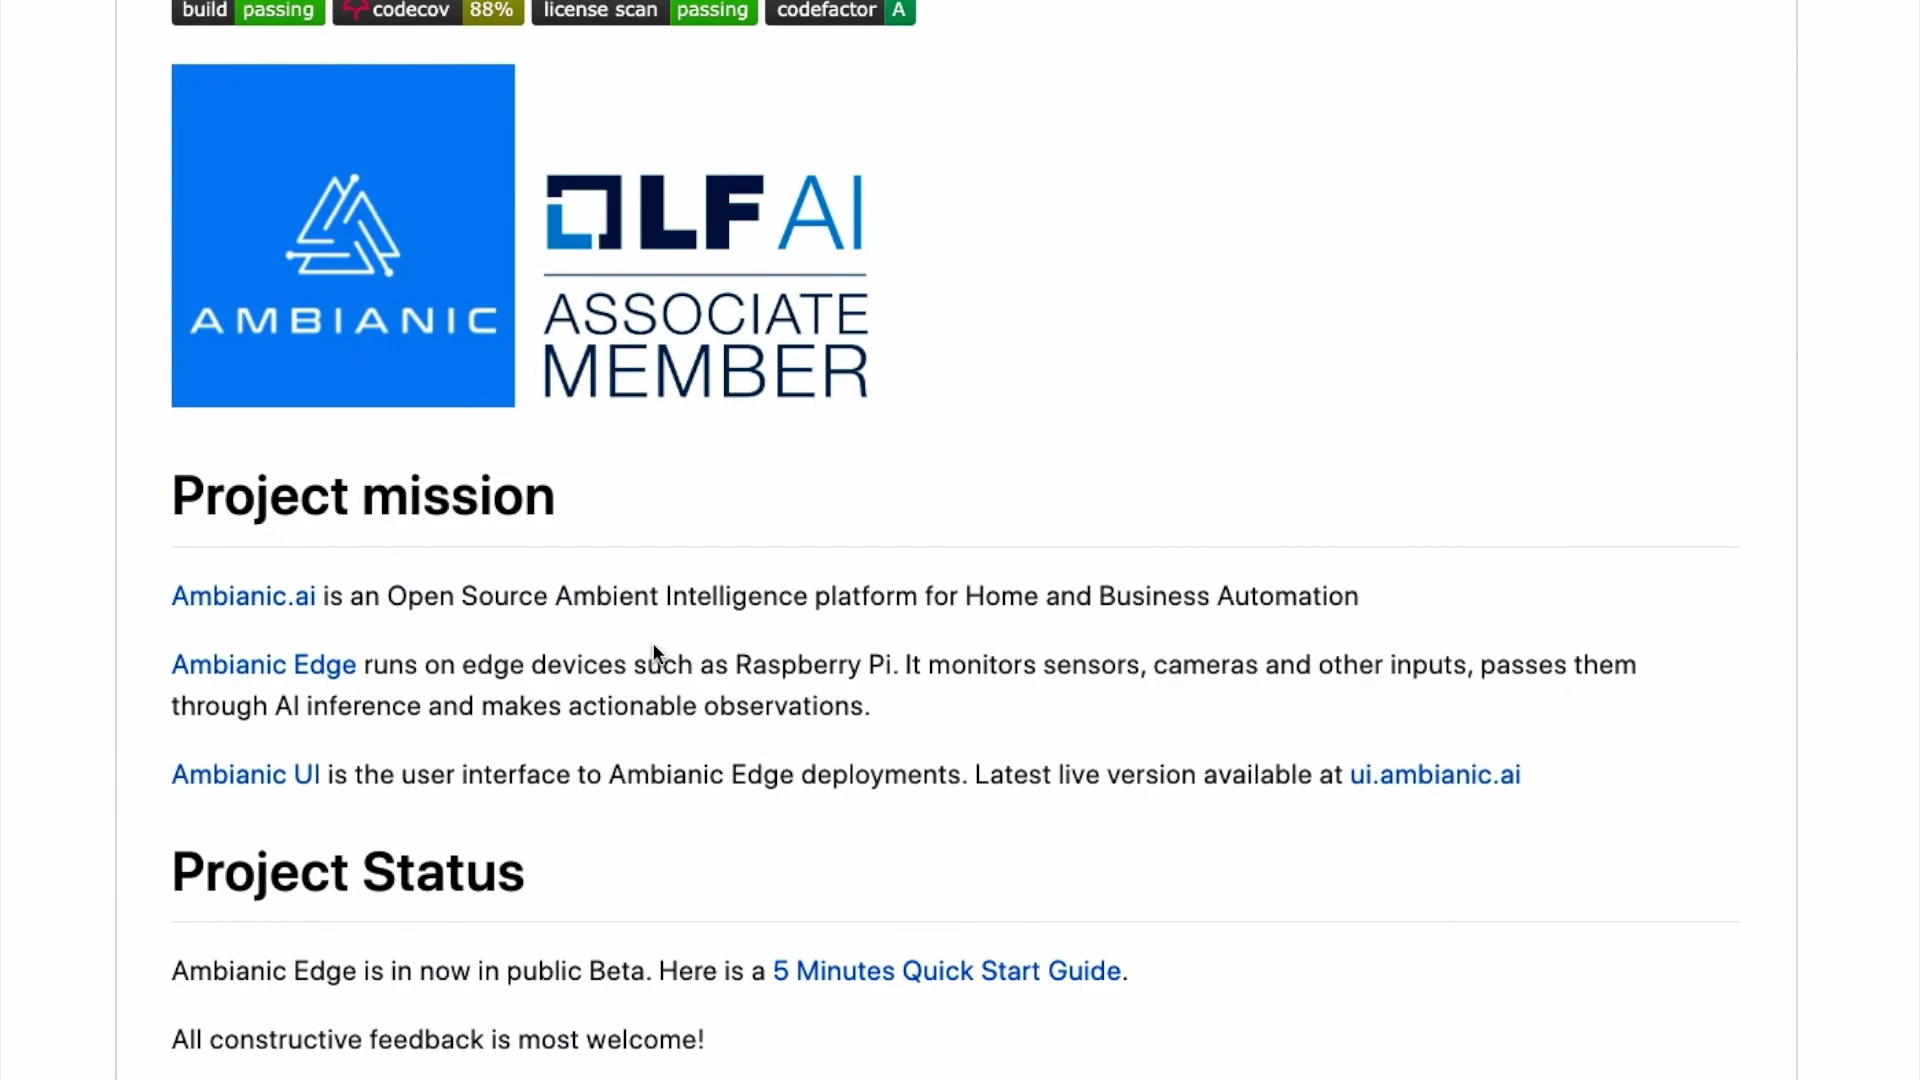 build passing codecov 88% license scan passing codefactor A
AMBIANIC
LF AI
ASSOCIATE
MEMBER
Project mission
Ambianic.ai is an Open Source Ambient Intelligence platform for Home and Business Automation
Ambianic Edge runs on edge devices such as Raspberry Pi. It monitors sensors, cameras and other inputs, passes them
through AI inference and makes actionable observations.
Ambianic UI is the user interface to Ambianic Edge deployments. Latest live version available at ui.ambianic.ai
Project Status
Ambianic Edge is in now in public Beta. Here is a 5 Minutes Quick Start Guide.
All constructive feedback is most welcome!